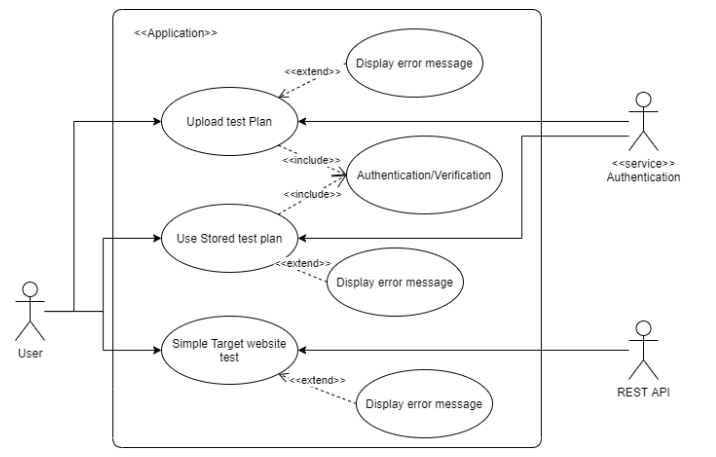 <<Application>>
Display error message
<<extend>>
Upload test Plan
<<include>>
Authentication/Verification
<<service>>
Authentication
<<include>>
Use Stored test plan
<<extend>>
Display error message
User
Simple Target website
test
<<extend>>
REST API
Display error message